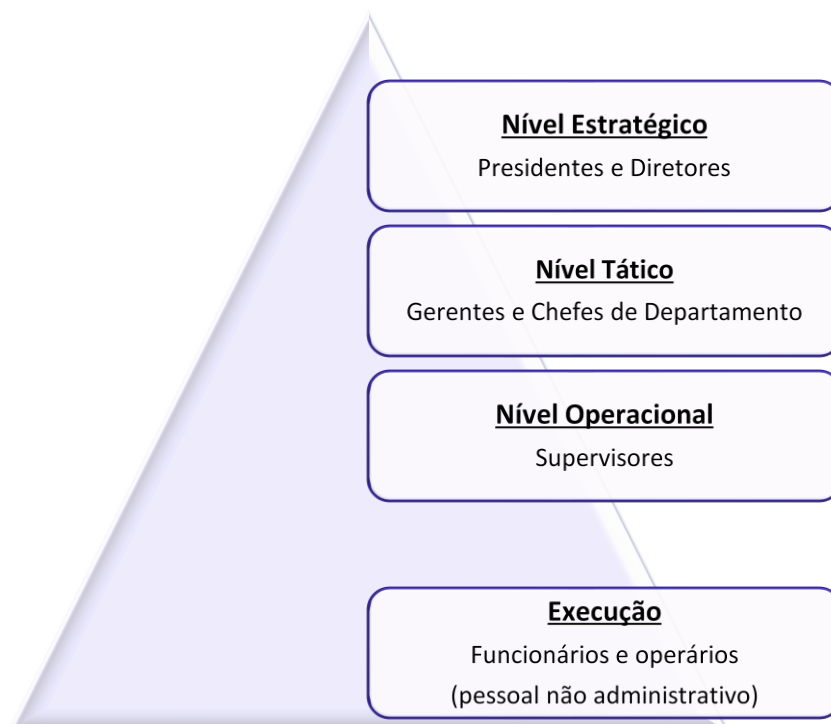 Nível Estratégico
Presidentes e Diretores
Nível Tático
Gerentes e Chefes de Departamento
Nível Operacional
Supervisores
Execução
Funcionários e operários
(pessoal não administrativo)